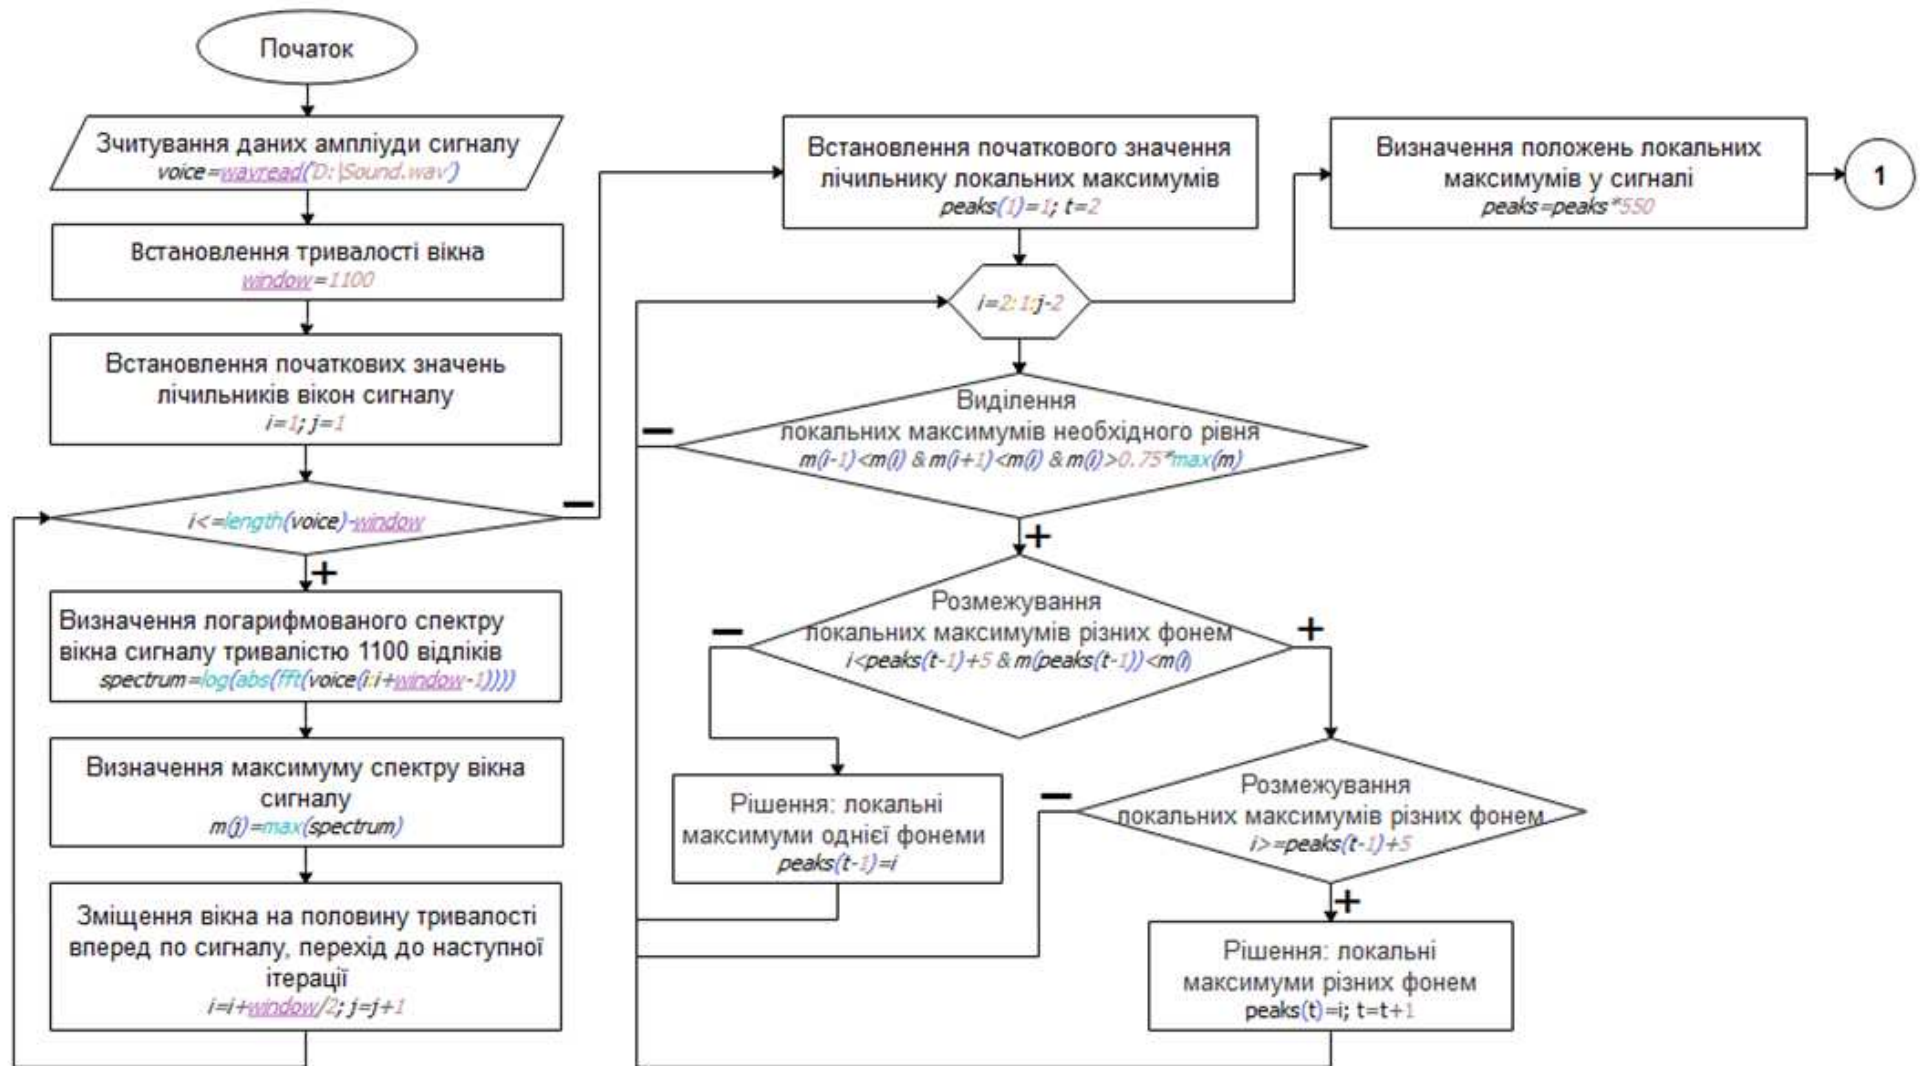 Початок
Зчитування даних ампліуди сигналу
voice=wavread('D:\Sound.wav')
Встановлення тривалості вікна
window=1100
Встановлення початкових значень
лічильників вікон сигналу
i=1; j=1
i<=length(voice)-window
−
+
Визначення логарифмованого спектру
вікна сигналу тривалістю 1100 відліків
spectrum=log(abs(fft(voice(i:i+window-1))))
Визначення максимуму спектру вікна
сигналу
m(j)=max(spectrum)
Зміщення вікна на половину тривалості
вперед по сигналу, перехід до наступної
ітерації
i=i+window/2; j=j+1
Встановлення початкового значення
лічильнику локальних максимумів
peaks(1)=1; t=2
i=2:1:j-2
Виділення
локальних максимумів необхідного рівня
m(i-1)<m(i) & m(i+1)<m(i) & m(i)>0.75*max(m)
−
+
Розмежування
локальних максимумів різних фонем
i<peaks(t-1)+5 & m(peaks(t-1))<m(i)
−
+
Рішення: локальні
максимуми однієї фонеми
peaks(t-1)=i
Розмежування
локальних максимумів різних фонем
i>=peaks(t-1)+5
−
+
Рішення: локальні
максимуми різних фонем
peaks(t)=i; t=t+1
Визначення положень локальних
максимумів у сигналі
peaks=peaks*550
1